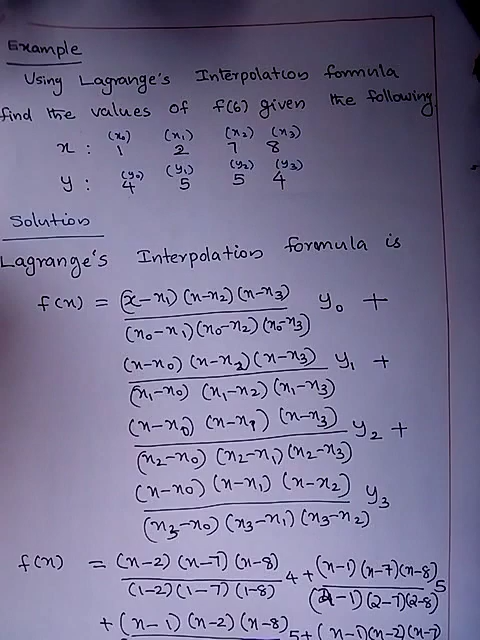 Example
Using Lagrange's Interpolation formula
find the values of f(6) given the following
(x₀) (x₁) (x₂) (x₃)
x : 1 2 7 8
(y₀) (y₁) (y₂) (y₃)
y : 4 5 5 4
Solution
Lagrange's Interpolation formula is
f(x) = (x-x₁) (x-x₂) (x-x₃) y₀ +
(x₀-x₁) (x₀-x₂) (x₀-x₃)
(x-x₀) (x-x₂) (x-x₃) y₁ +
(x₁-x₀) (x₁-x₂) (x₁-x₃)
(x-x₀) (x-x₁) (x-x₃) y₂ +
(x₂-x₀) (x₂-x₁) (x₂-x₃)
(x-x₀) (x-x₁) (x-x₂) y₃
(x₃-x₀) (x₃-x₁) (x₃-x₂)
f(x) = (x-2) (x-7) (x-8) 4 + (x-1) (x-7) (x-8) 5
(1-2) (1-7) (1-8) (2-1) (2-7) (2-8)
+ (x-1) (x-2) (x-8) 5 + (x-1) (x-2) (x-7)